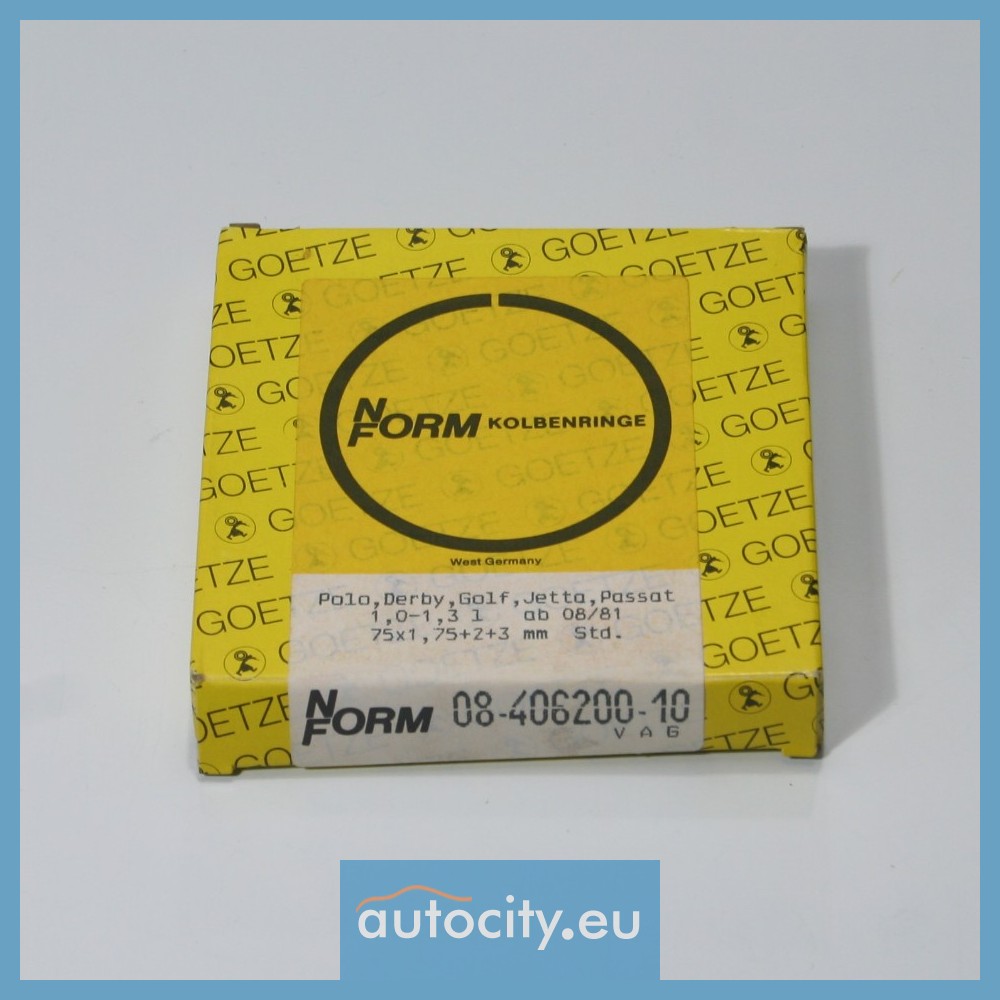 GOETZE
NFORM KOLBENRINGE
West Germany
Polo,Derby,Golf,Jetta,Passat
1,0-1,3 l ab 08/81
75x1,75+2+3 mm Std.
NFORM 08-406200-10
V A G
autocity.eu